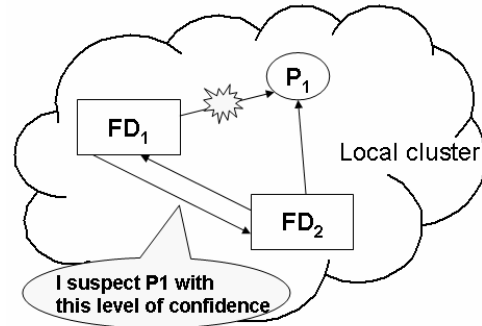 P₁
FD₁
Local cluster
FD₂
I suspect P1 with
this level of confidence